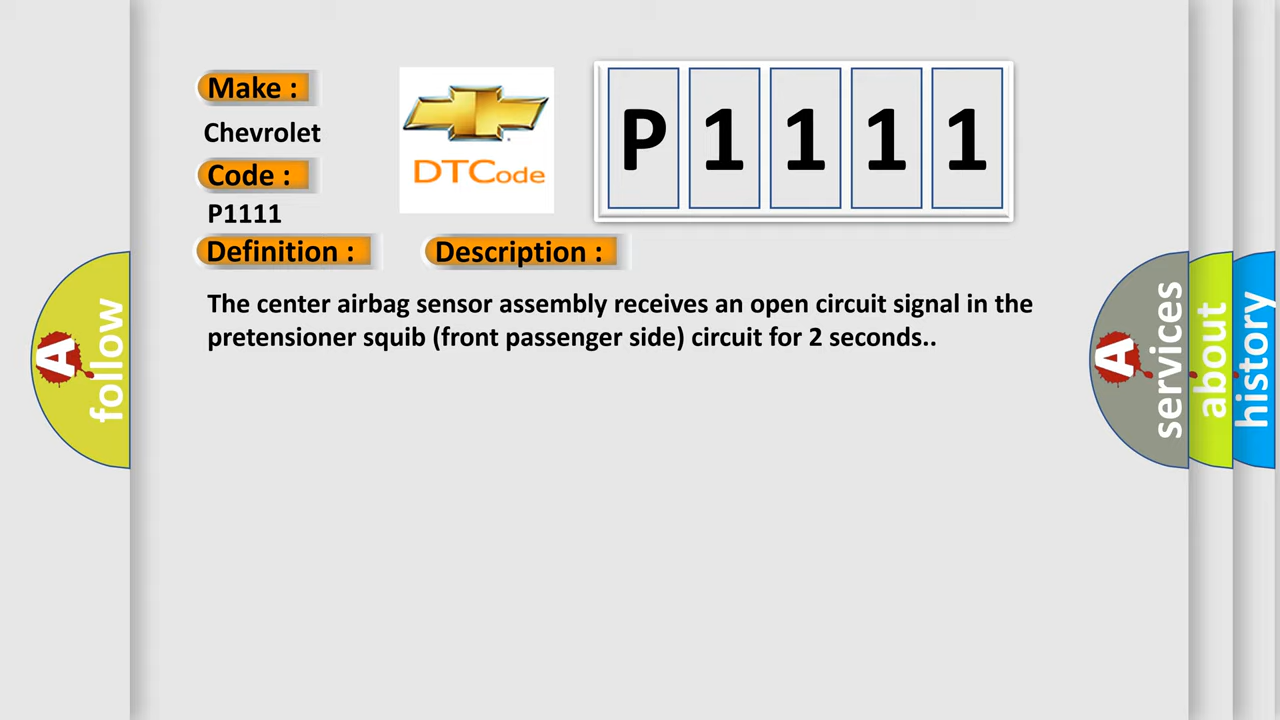 Make :
Chevrolet
Code :
P1111
Definition :
Description :
The center airbag sensor assembly receives an open circuit signal in the
pretensioner squib (front passenger side) circuit for 2 seconds..
DTCode
P 1 1 1 1
A follow
A services
about
history